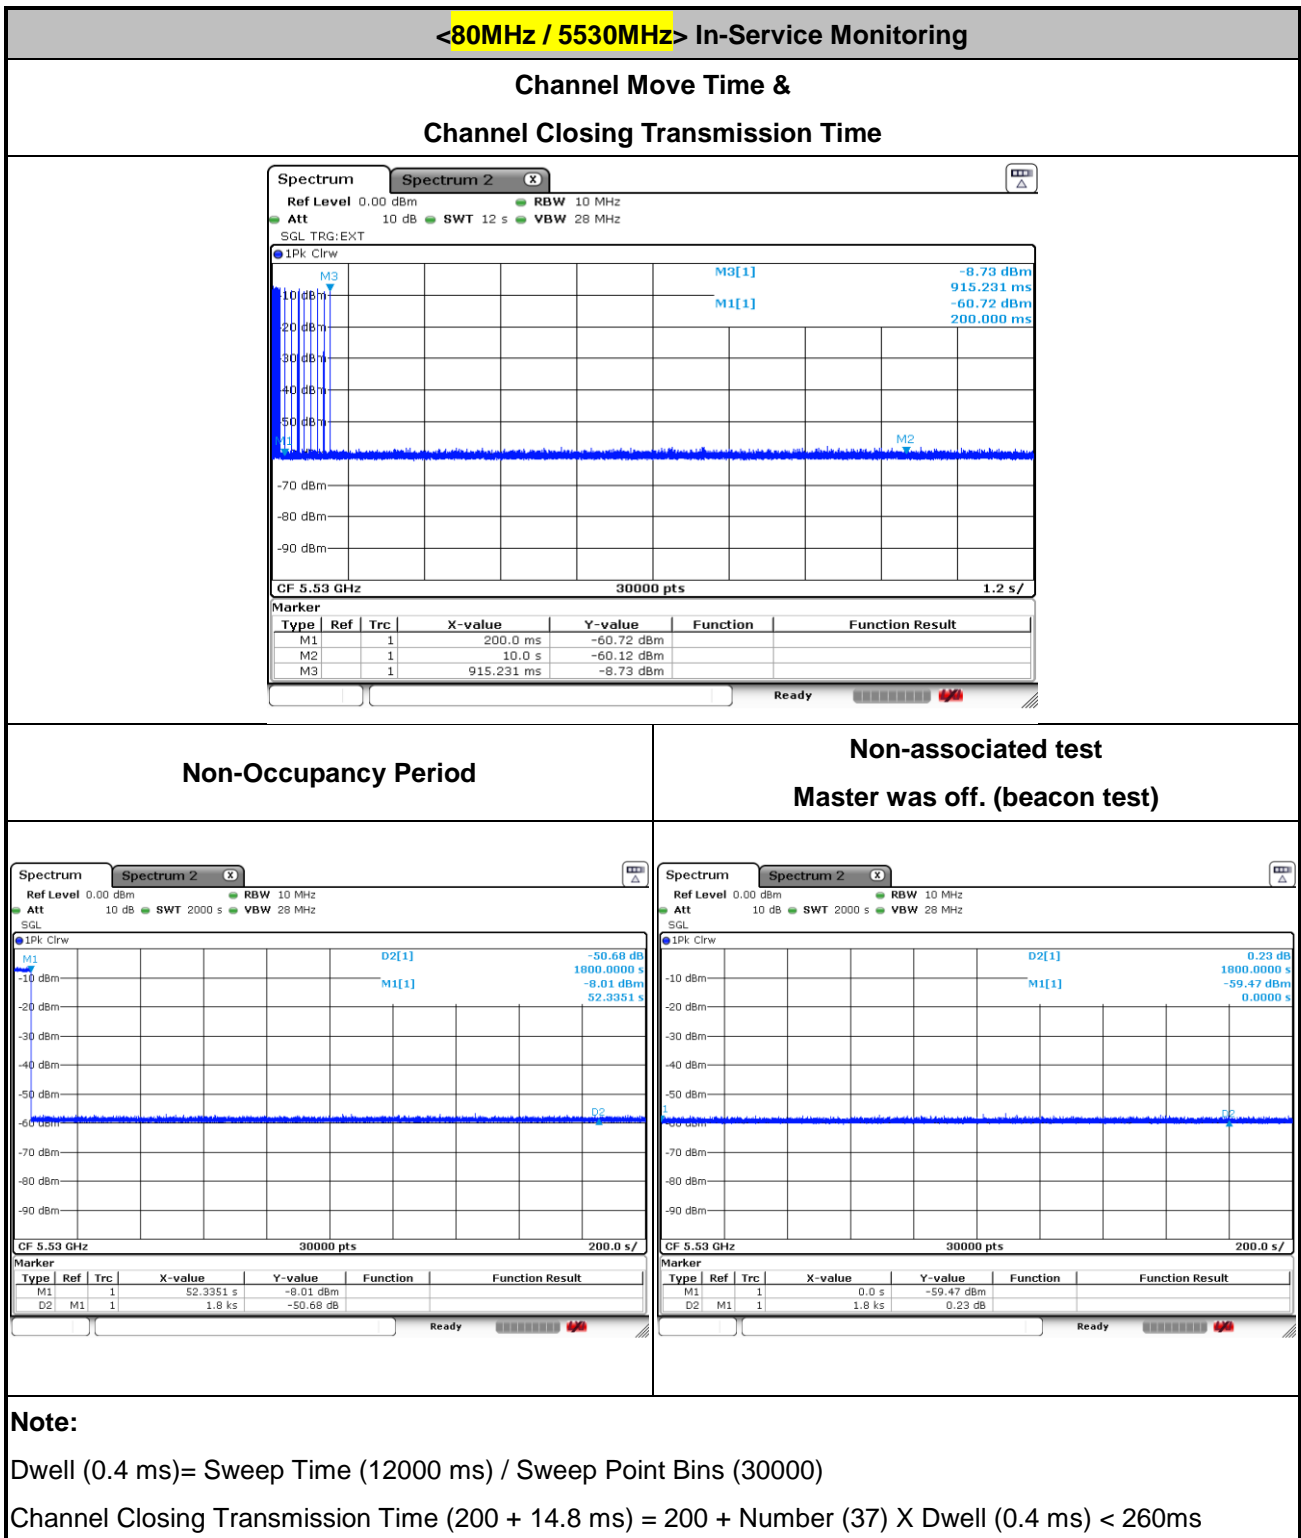 <80MHz / 5530MHz> In-Service Monitoring
Channel Move Time &
Channel Closing Transmission Time
Spectrum Spectrum 2 X
Ref Level 0.00 dBm RBW 10 MHz
Att 10 dB SWT 12 s VBW 28 MHz
SGL TRG:EXT
1Pk Clrw
M3[1] -8.73 dBm
M3
915.231 ms
-10 dBm
M1[1] -60.72 dBm
200.000 ms
-20 dBm
-30 dBm
-40 dBm
-50 dBm
M1 M2
-70 dBm
-80 dBm
-90 dBm
CF 5.53 GHz 30000 pts 1.2 s/
Marker
Type Ref Trc X-value Y-value Function Function Result
M1 1 200.0 ms -60.72 dBm
M2 1 10.0 s -60.12 dBm
M3 1 915.231 ms -8.73 dBm
Ready
Non-Occupancy Period
Non-associated test
Master was off. (beacon test)
Spectrum Spectrum 2 X
Ref Level 0.00 dBm RBW 10 MHz
Att 10 dB SWT 2000 s VBW 28 MHz
SGL
1Pk Clrw
M1 D2[1] -50.68 dB
1800.0000 s
-10 dBm M1[1] -8.01 dBm
52.3351 s
-20 dBm
-30 dBm
-40 dBm
-50 dBm
D2
-60 dBm
-70 dBm
-80 dBm
-90 dBm
CF 5.53 GHz 30000 pts 200.0 s/
Marker
Type Ref Trc X-value Y-value Function Function Result
M1 1 52.3351 s -8.01 dBm
D2 M1 1 1.8 ks -50.68 dB
Ready
Spectrum Spectrum 2 X
Ref Level 0.00 dBm RBW 10 MHz
Att 10 dB SWT 2000 s VBW 28 MHz
SGL
1Pk Clrw
D2[1] 0.23 dB
1800.0000 s
-10 dBm M1[1] -59.47 dBm
0.0000 s
-20 dBm
-30 dBm
-40 dBm
-50 dBm
1 D2
-60 dBm
-70 dBm
-80 dBm
-90 dBm
CF 5.53 GHz 30000 pts 200.0 s/
Marker
Type Ref Trc X-value Y-value Function Function Result
M1 1 0.0 s -59.47 dBm
D2 M1 1 1.8 ks 0.23 dB
Ready
Note:
Dwell (0.4 ms)= Sweep Time (12000 ms) / Sweep Point Bins (30000)
Channel Closing Transmission Time (200 + 14.8 ms) = 200 + Number (37) X Dwell (0.4 ms) < 260ms